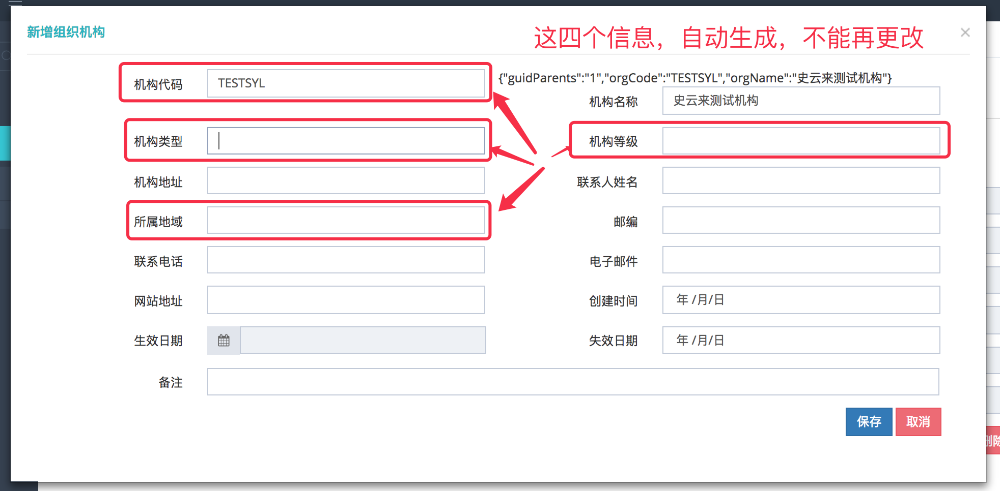 新增组织机构
这四个信息，自动生成，不能再更改
×
机构代码
TESTSYL
{"guidParents":"1","orgCode":"TESTSYL","orgName":"史云来测试机构"}
机构名称
史云来测试机构
机构类型
机构等级
机构地址
联系人姓名
所属地域
邮编
联系电话
电子邮件
网站地址
创建时间
年 /月/日
生效日期
失效日期
年 /月/日
备注
保存
取消
删除